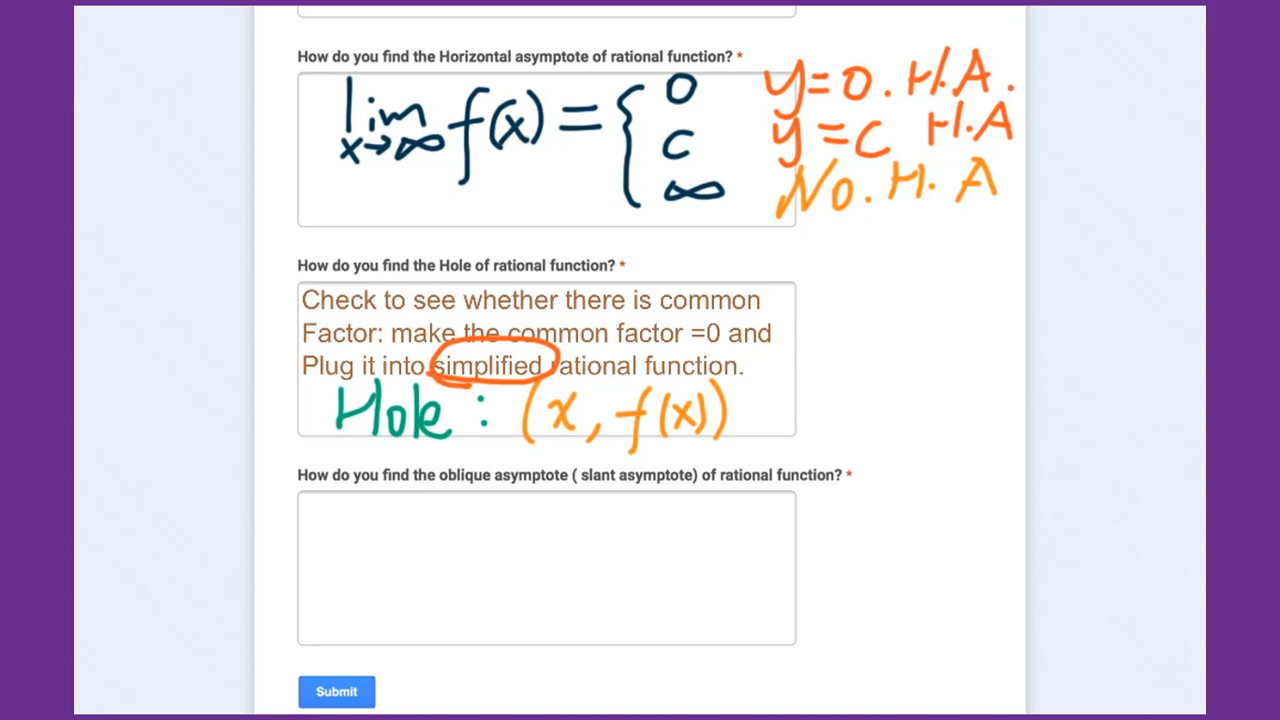 How do you find the Horizontal asymptote of rational function? *
lim f(x) = { 0 y=0. H.A.
x→∞ c y=c H.A
∞ No. H. A
How do you find the Hole of rational function? *
Check to see whether there is common
Factor: make the common factor =0 and
Plug it into simplified rational function.
Hole : (x, f(x))
How do you find the oblique asymptote ( slant asymptote) of rational function? *
Submit